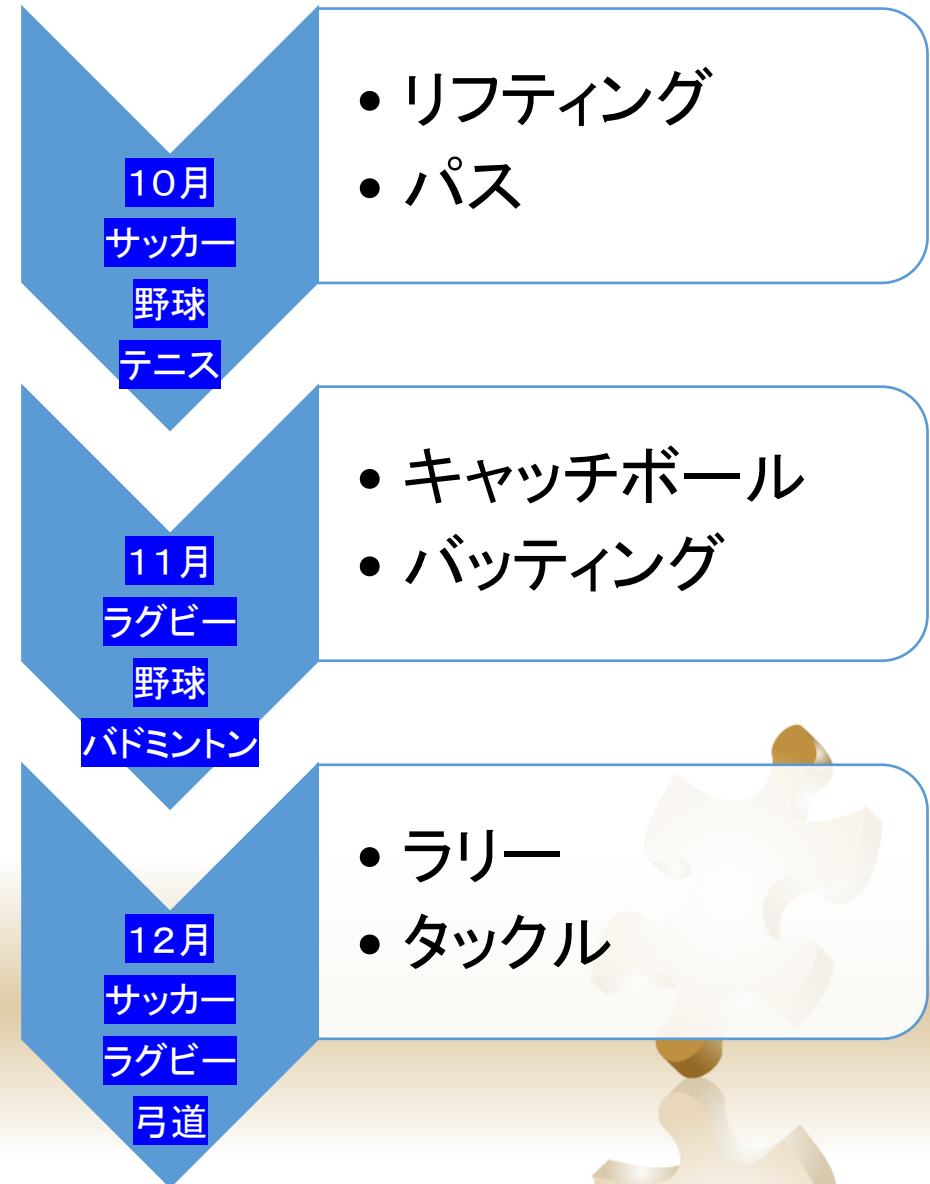 10月
サッカー
野球
テニス
• リフティング
• パス
11月
ラグビー
野球
バドミントン
• キャッチボール
• バッティング
12月
サッカー
ラグビー
弓道
• ラリー
• タックル